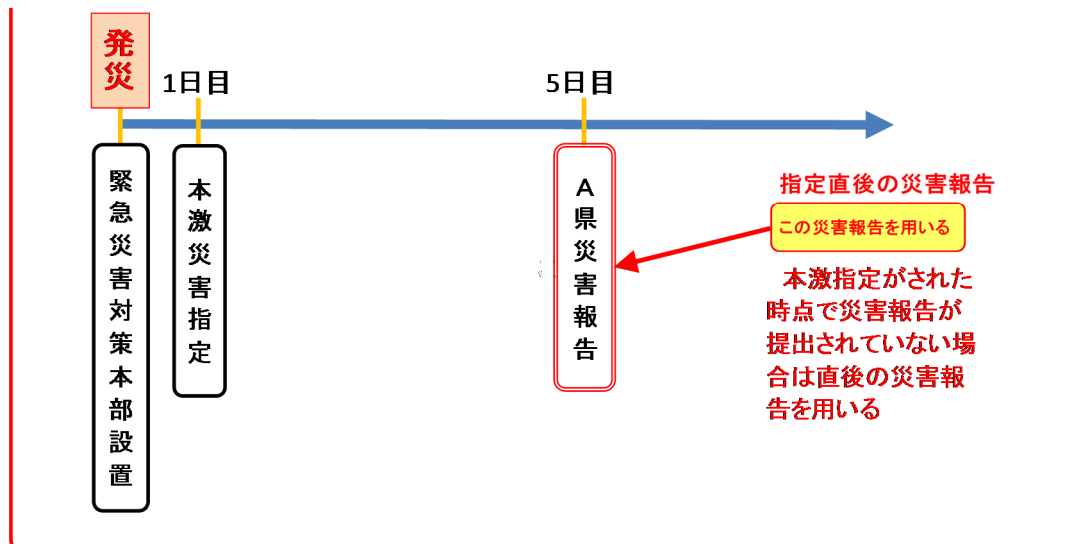 発災
1日目
5日目
緊急災害対策本部設置
本激災害指定
A県災害報告
指定直後の災害報告
この災害報告を用いる
本激指定がされた
時点で災害報告が
提出されていない場
合は直後の災害報
告を用いる